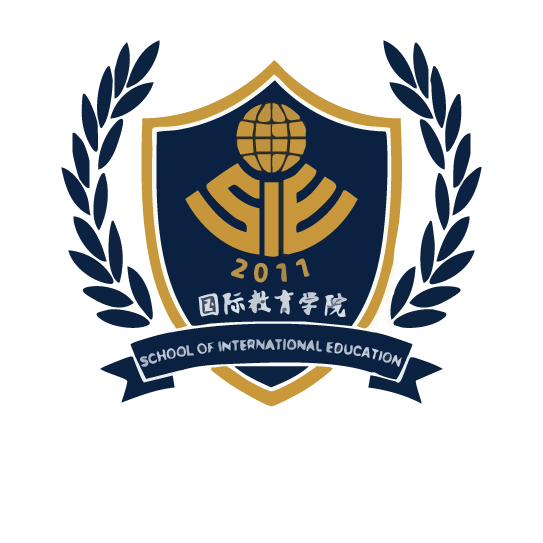 SIE
2011
国际教育学院
SCHOOL OF INTERNATIONAL EDUCATION